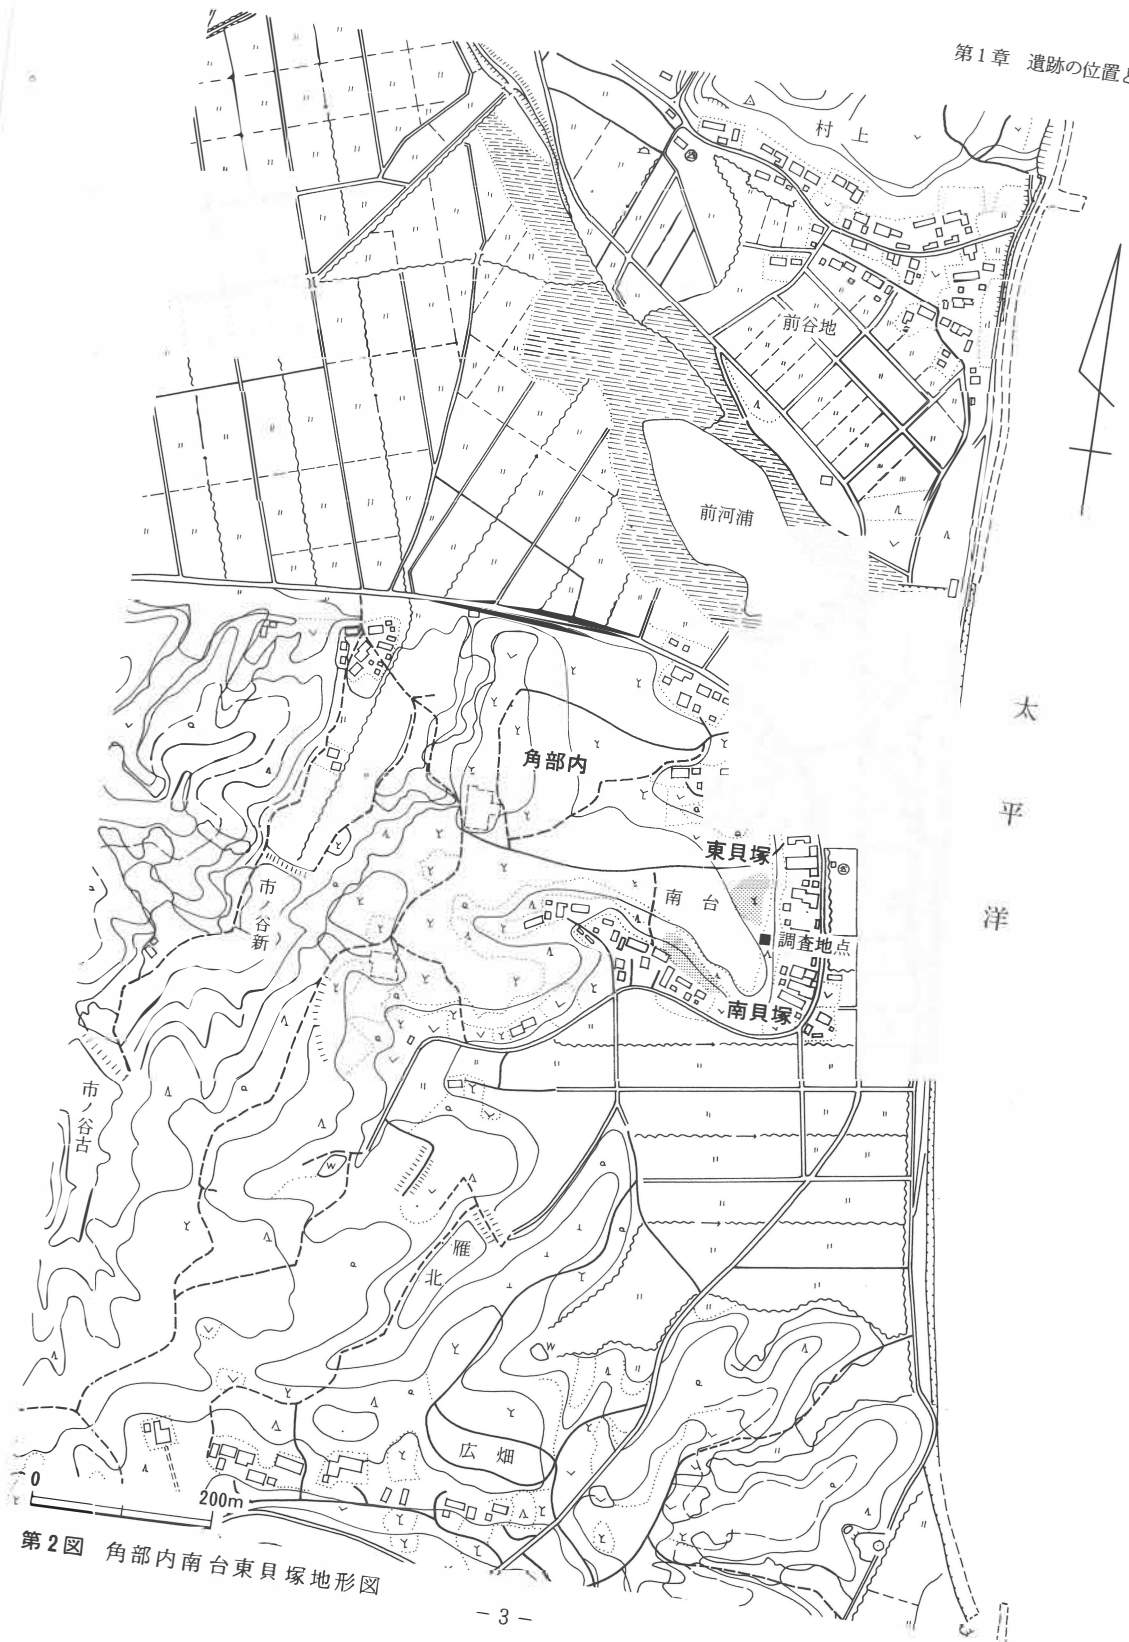 第1章 遺跡の位置と
村上
前谷地
前河浦
太平洋
角部内
東貝塚
南台
調査地点
南貝塚
市ノ谷新
市ノ谷古
雁北
広畑
0
200m
第2図 角部内南台東貝塚地形図
－3－